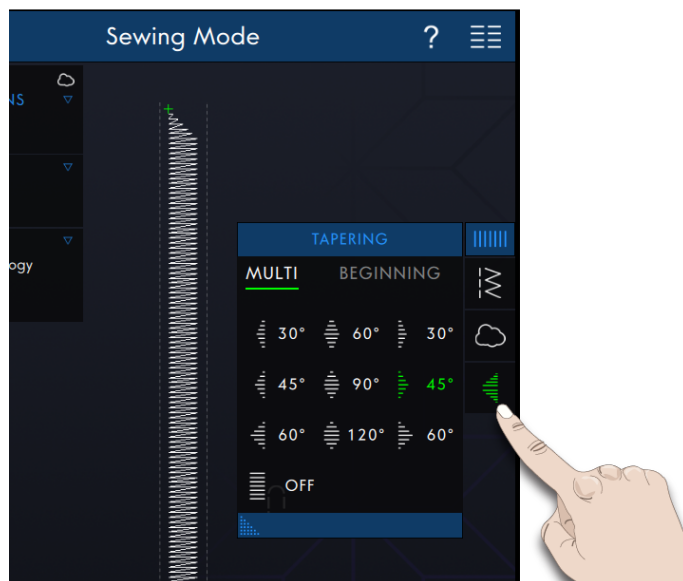 Sewing Mode ?
NS
ogy
TAPERING
MULTI BEGINNING
30° 60° 30°
45° 90° 45°
60° 120° 60°
OFF